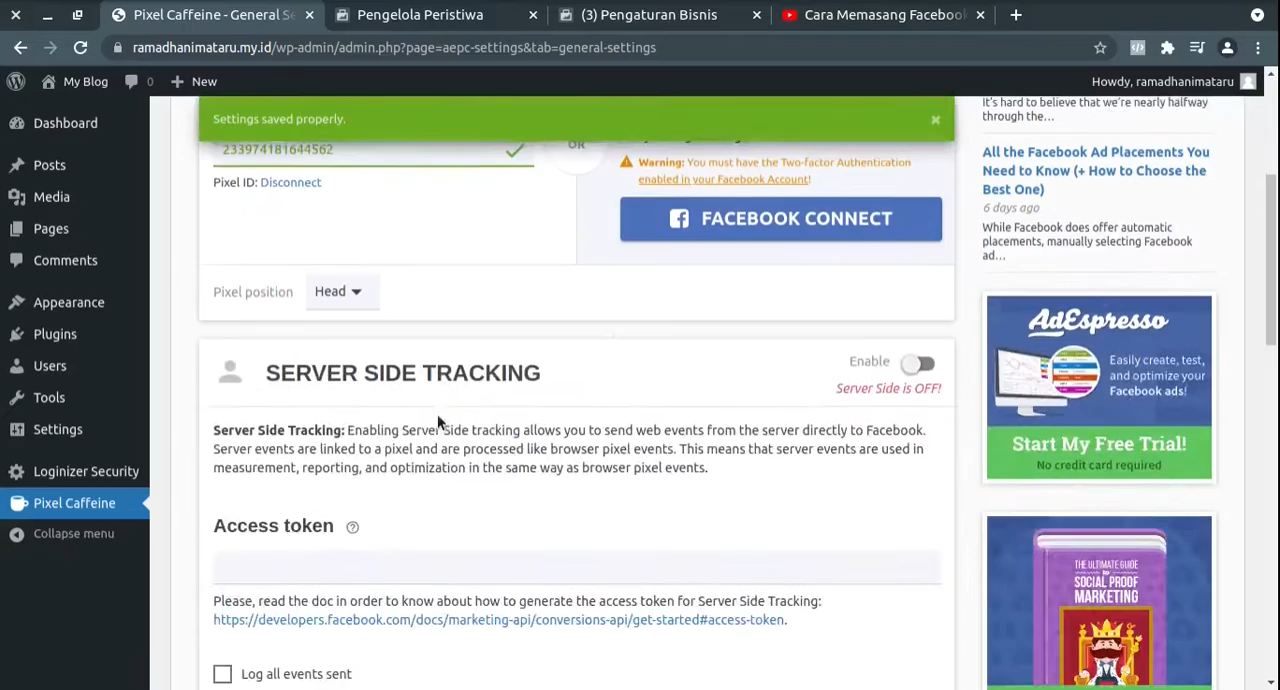 Pixel Caffeine - General Se
Pengelola Peristiwa
(3) Pengaturan Bisnis
Cara Memasang Facebook
ramadhanimataru.my.id/wp-admin/admin.php?page=aepc-settings&tab=general-settings
My Blog
0
New
Howdy, ramadhanimataru
Dashboard
Posts
Media
Pages
Comments
Appearance
Plugins
Users
Tools
Settings
Loginizer Security
Pixel Caffeine
Collapse menu
Settings saved properly.
233974181644562
OR
Pixel ID: Disconnect
Warning: You must have the Two-factor Authentication
enabled in your Facebook Account!
FACEBOOK CONNECT
Pixel position
Head
SERVER SIDE TRACKING
Enable
Server Side is OFF!
Server Side Tracking: Enabling Server Side tracking allows you to send web events from the server directly to Facebook.
Server events are linked to a pixel and are processed like browser pixel events. This means that server events are used in
measurement, reporting, and optimization in the same way as browser pixel events.
Access token
Please, read the doc in order to know about how to generate the access token for Server Side Tracking:
https://developers.facebook.com/docs/marketing-api/conversions-api/get-started#access-token.
Log all events sent
It's hard to believe that we're nearly halfway
through the…
All the Facebook Ad Placements You
Need to Know (+ How to Choose the
Best One)
6 days ago
While Facebook does offer automatic
placements, manually selecting Facebook
ad…
AdEspresso
Easily create, test,
and optimize your
Facebook ads!
Start My Free Trial!
No credit card required
THE ULTIMATE GUIDE
to
SOCIAL PROOF
MARKETING